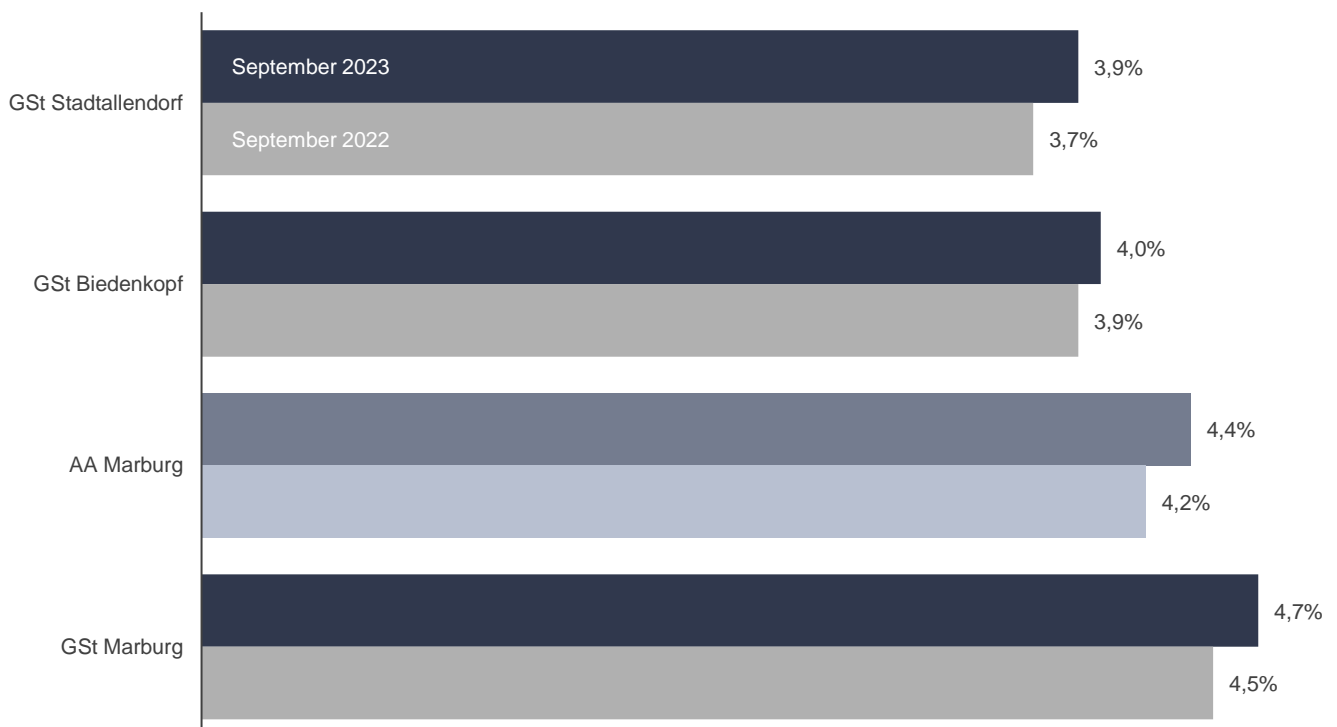 GSt Stadtallendorf
September 2023
3,9%
September 2022
3,7%
GSt Biedenkopf
4,0%
3,9%
AA Marburg
4,4%
4,2%
GSt Marburg
4,7%
4,5%